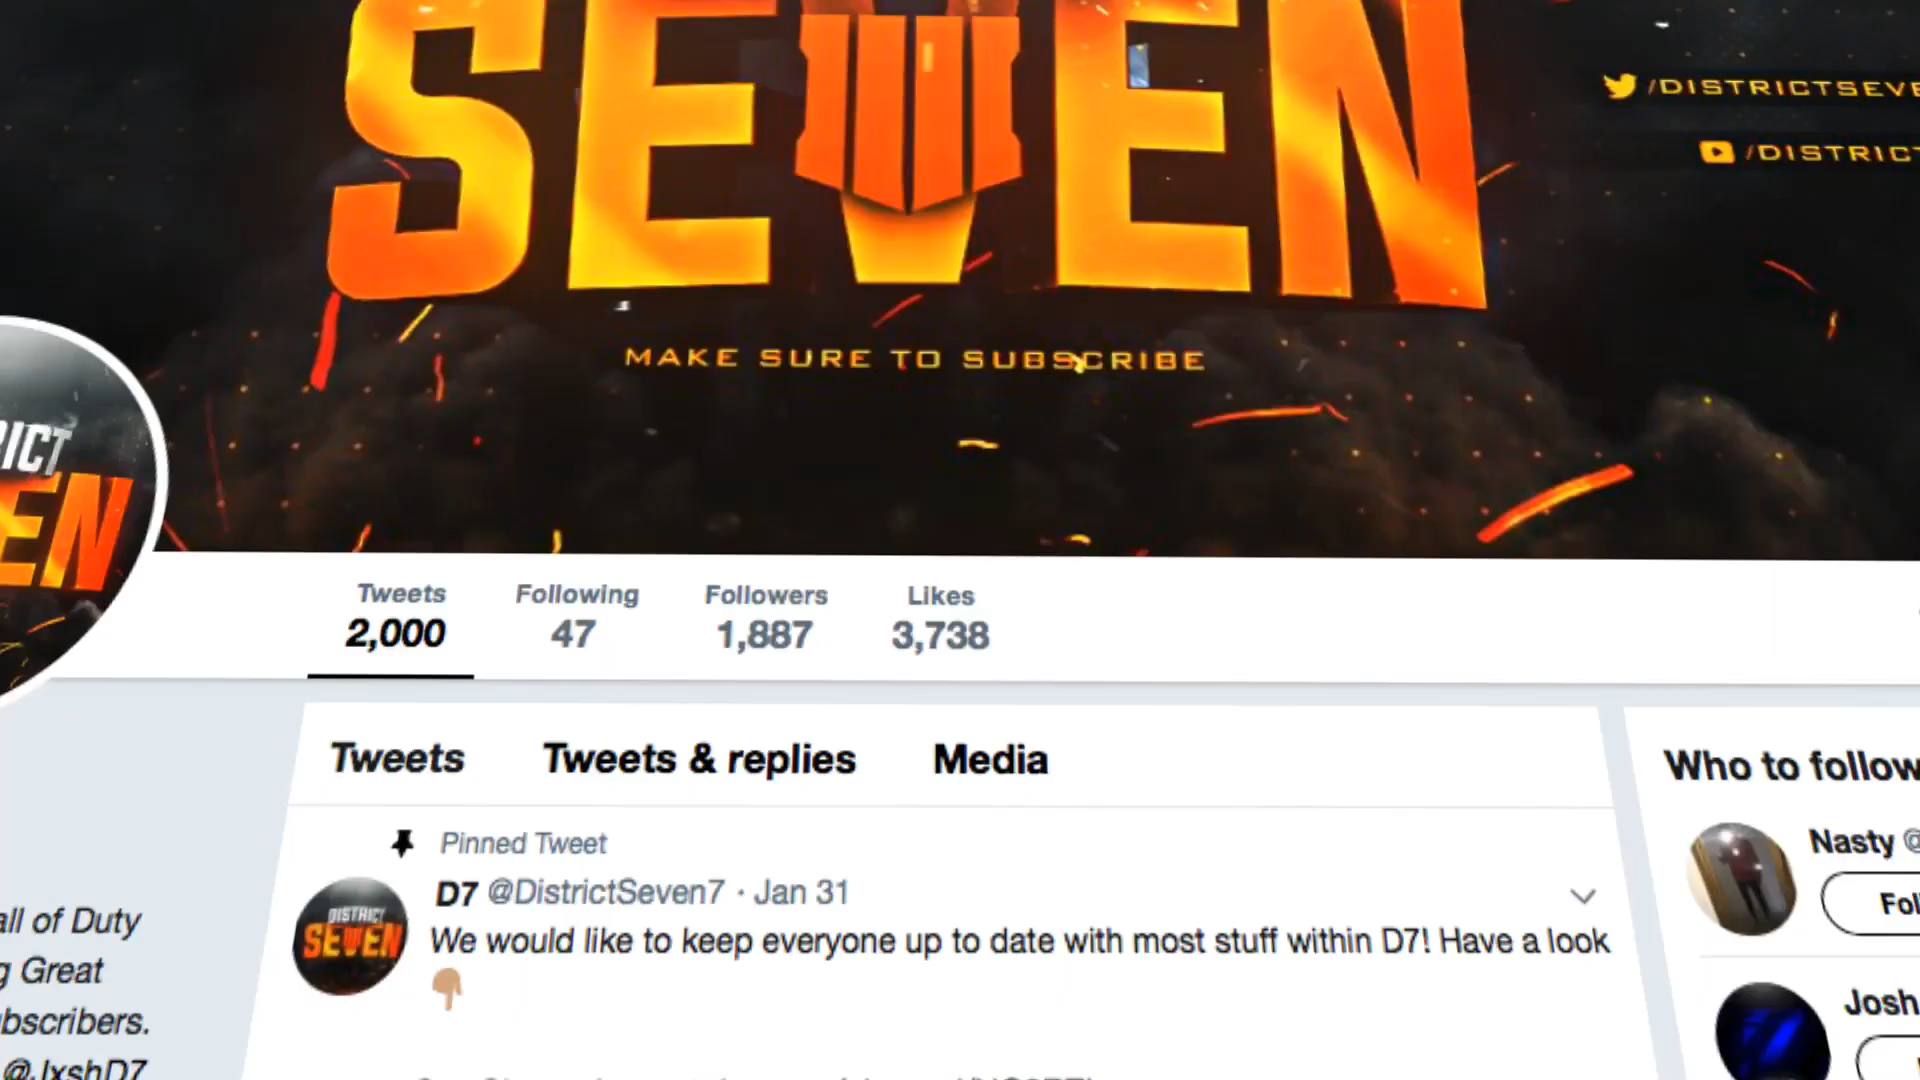 SEVEN
/DISTRICTSEVE
/DISTRICT
MAKE SURE TO SUBSCRIBE
RICT
EN
Tweets Following Followers Likes
2,000 47 1,887 3,738
Tweets Tweets & replies Media
Who to follow
Pinned Tweet
Nasty @
D7 @DistrictSeven7 · Jan 31
Fol
DISTRICT
SEVEN
We would like to keep everyone up to date with most stuff within D7! Have a look
all of Duty
g Great
Josh
bscribers.
@JxshD7